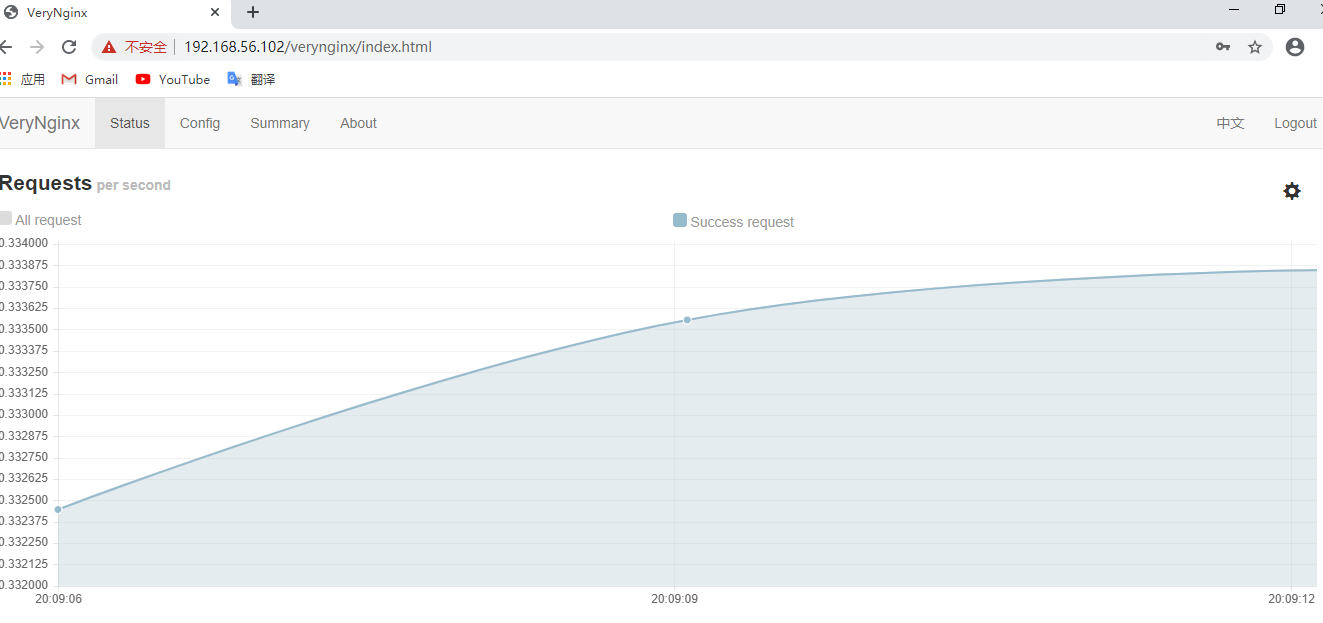 VeryNginx
不安全 192.168.56.102/verynginx/index.html
应用 Gmail YouTube 翻译
VeryNginx Status Config Summary About 中文 Logout
Requests per second
All request Success request
0.334000
0.333875
0.333750
0.333625
0.333500
0.333375
0.333250
0.333125
0.333000
0.332875
0.332750
0.332625
0.332500
0.332375
0.332250
0.332125
0.332000
20:09:06 20:09:09 20:09:12